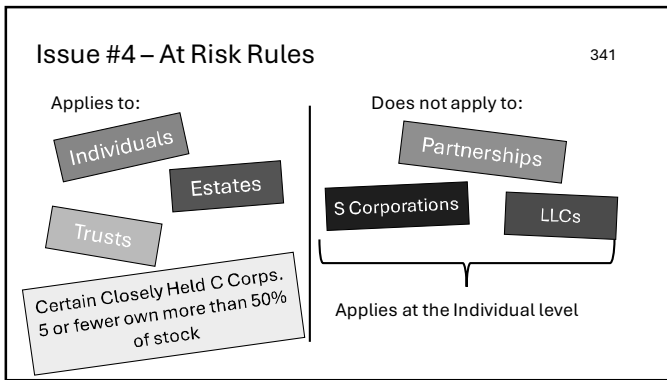 Issue #4 – At Risk Rules
341
Applies to:
Individuals
Estates
Trusts
Certain Closely Held C Corps.
5 or fewer own more than 50%
of stock
Does not apply to:
Partnerships
S Corporations
LLCs
Applies at the Individual level